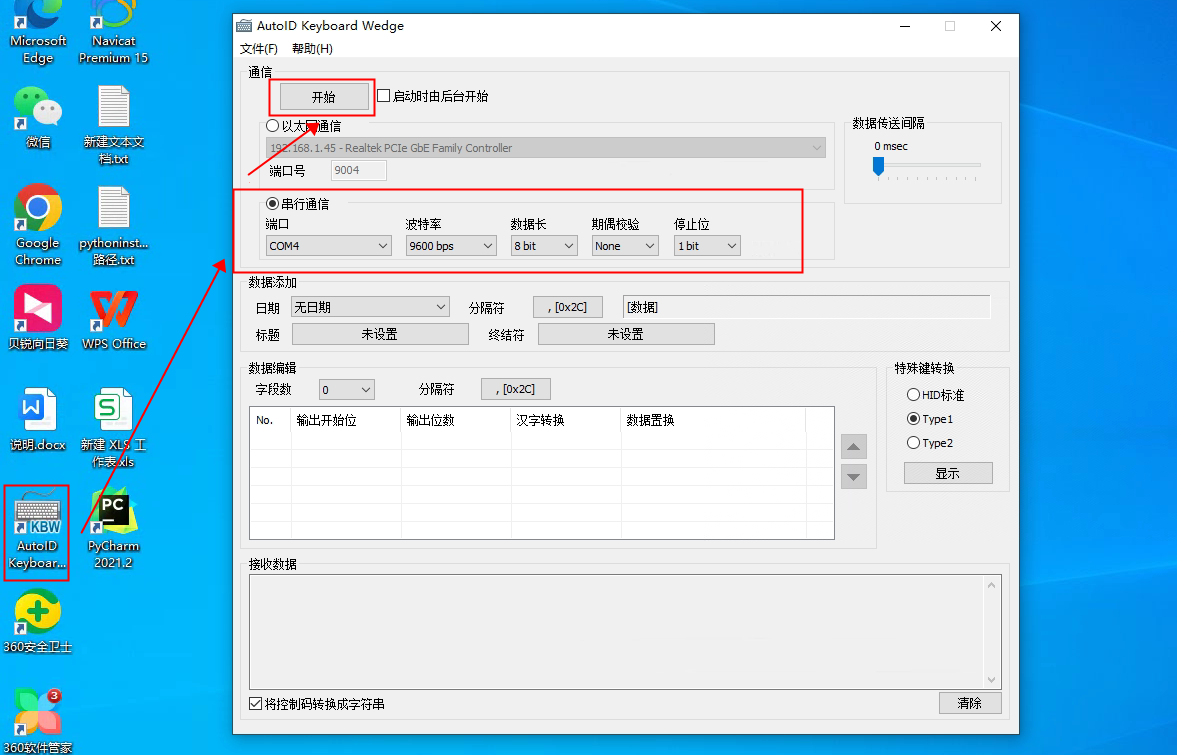 Microsoft
Edge
Navicat
Premium 15
微信
新建文本文
档.txt
Google
Chrome
pythoninst...
路径.txt
贝锐向日葵
WPS Office
说明.docx
新建 XLS 工
作表.xls
KBW
AutoID
Keyboar...
PC
PyCharm
2021.2
360安全卫士
3
360软件管家
AutoID Keyboard Wedge
文件(F) 帮助(H)
通信
开始 启动时由后台开始
以太网通信
192.168.1.45 - Realtek PCIe GbE Family Controller
端口号 9004
数据传送间隔
0 msec
串行通信
端口 波特率 数据长 期偶校验 停止位
COM4 9600 bps 8 bit None 1 bit
数据添加
日期 无日期 分隔符 , [0x2C] [数据]
标题 未设置 终结符 未设置
数据编辑
字段数 0 分隔符 , [0x2C]
No. 输出开始位 输出位数 汉字转换 数据置换
特殊键转换
HID标准
Type1
Type2
显示
接收数据
将控制码转换成字符串 清除